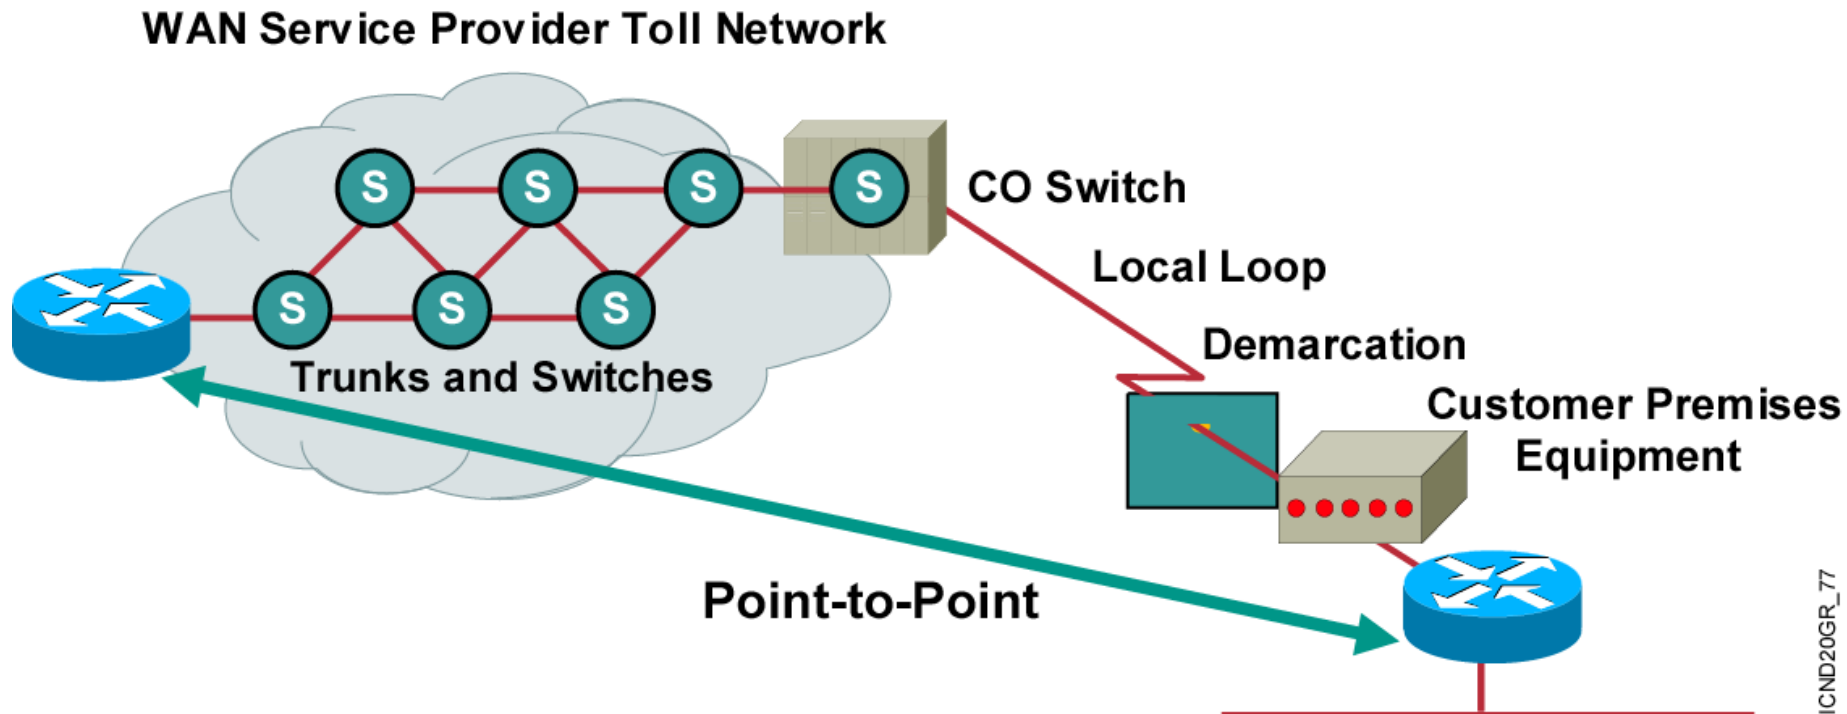 WAN Service Provider Toll Network
S
S
S
S
CO Switch
Local Loop
S
S
S
Demarcation
Trunks and Switches
Customer Premises
Equipment
Point-to-Point
ICND20GR_77